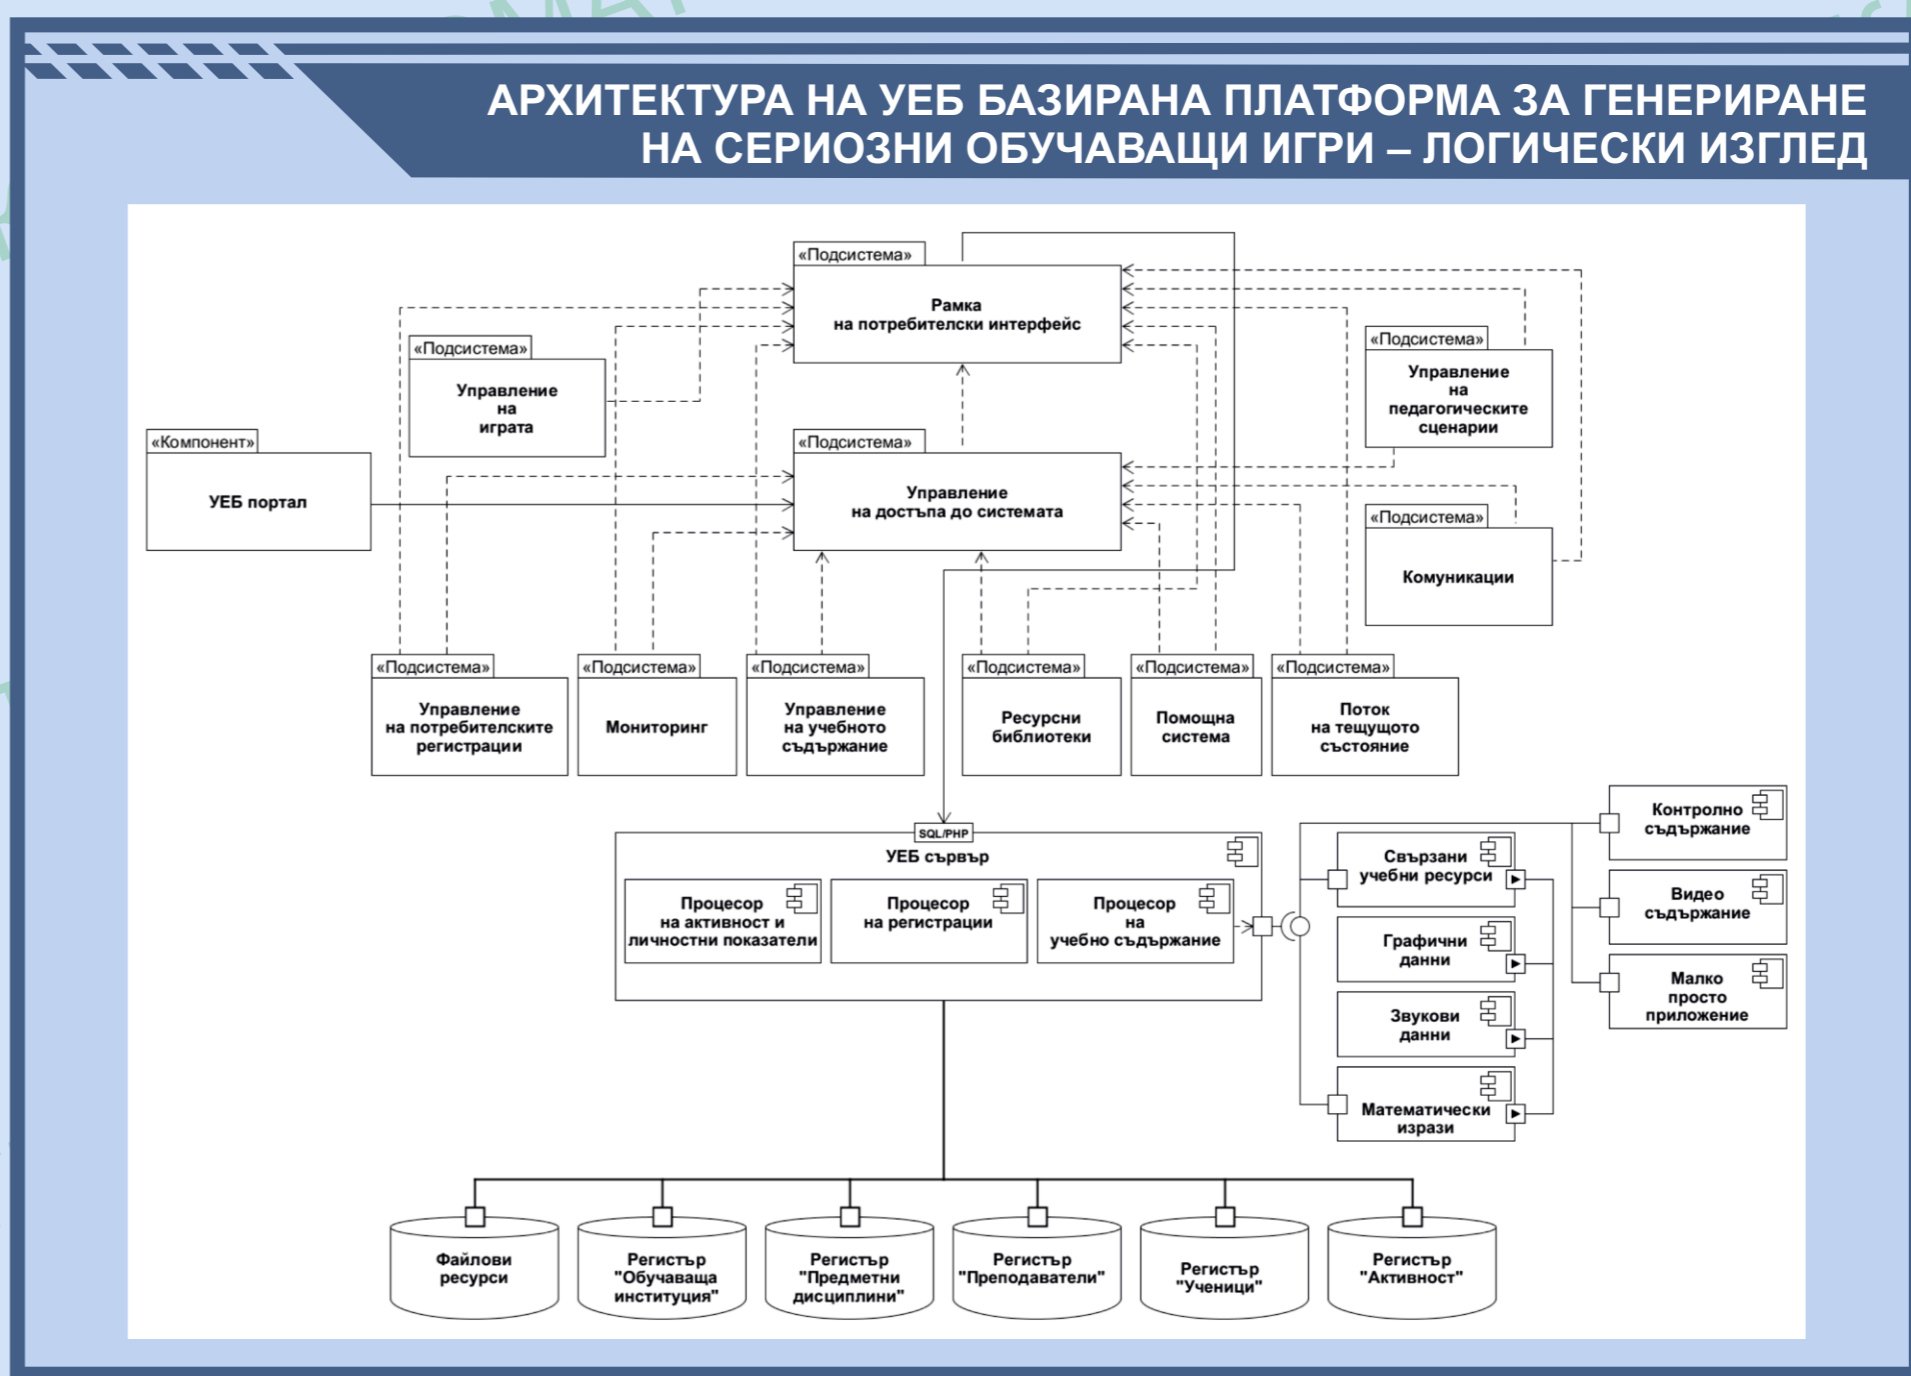 АРХИТЕКТУРА НА УЕБ БАЗИРАНА ПЛАТФОРМА ЗА ГЕНЕРИРАНЕ
НА СЕРИОЗНИ ОБУЧАВАЩИ ИГРИ – ЛОГИЧЕСКИ ИЗГЛЕД
«Подсистема»
Рамка
на потребителски интерфейс
«Подсистема»
Управление
на
играта
«Подсистема»
Управление
на
педагогическите
сценарии
«Компонент»
УЕБ портал
«Подсистема»
Управление
на достъпа до системата
«Подсистема»
Комуникации
«Подсистема»
Управление
на потребителските
регистрации
«Подсистема»
Мониторинг
«Подсистема»
Управление
на учебното
съдържание
«Подсистема»
Ресурсни
библиотеки
«Подсистема»
Помощна
система
«Подсистема»
Поток
на тещущото
състояние
SQL/PHP
УЕБ сървър
Процесор
на активност и
личностни показатели
Процесор
на регистрации
Процесор
на
учебно съдържание
Свързани
учебни ресурси
Графични
данни
Звукови
данни
Математически
изрази
Контролно
съдържание
Видео
съдържание
Малко
просто
приложение
Файлови
ресурси
Регистър
"Обучаваща
институция"
Регистър
"Предметни
дисциплини"
Регистър
"Преподаватели"
Регистър
"Ученици"
Регистър
"Активност"